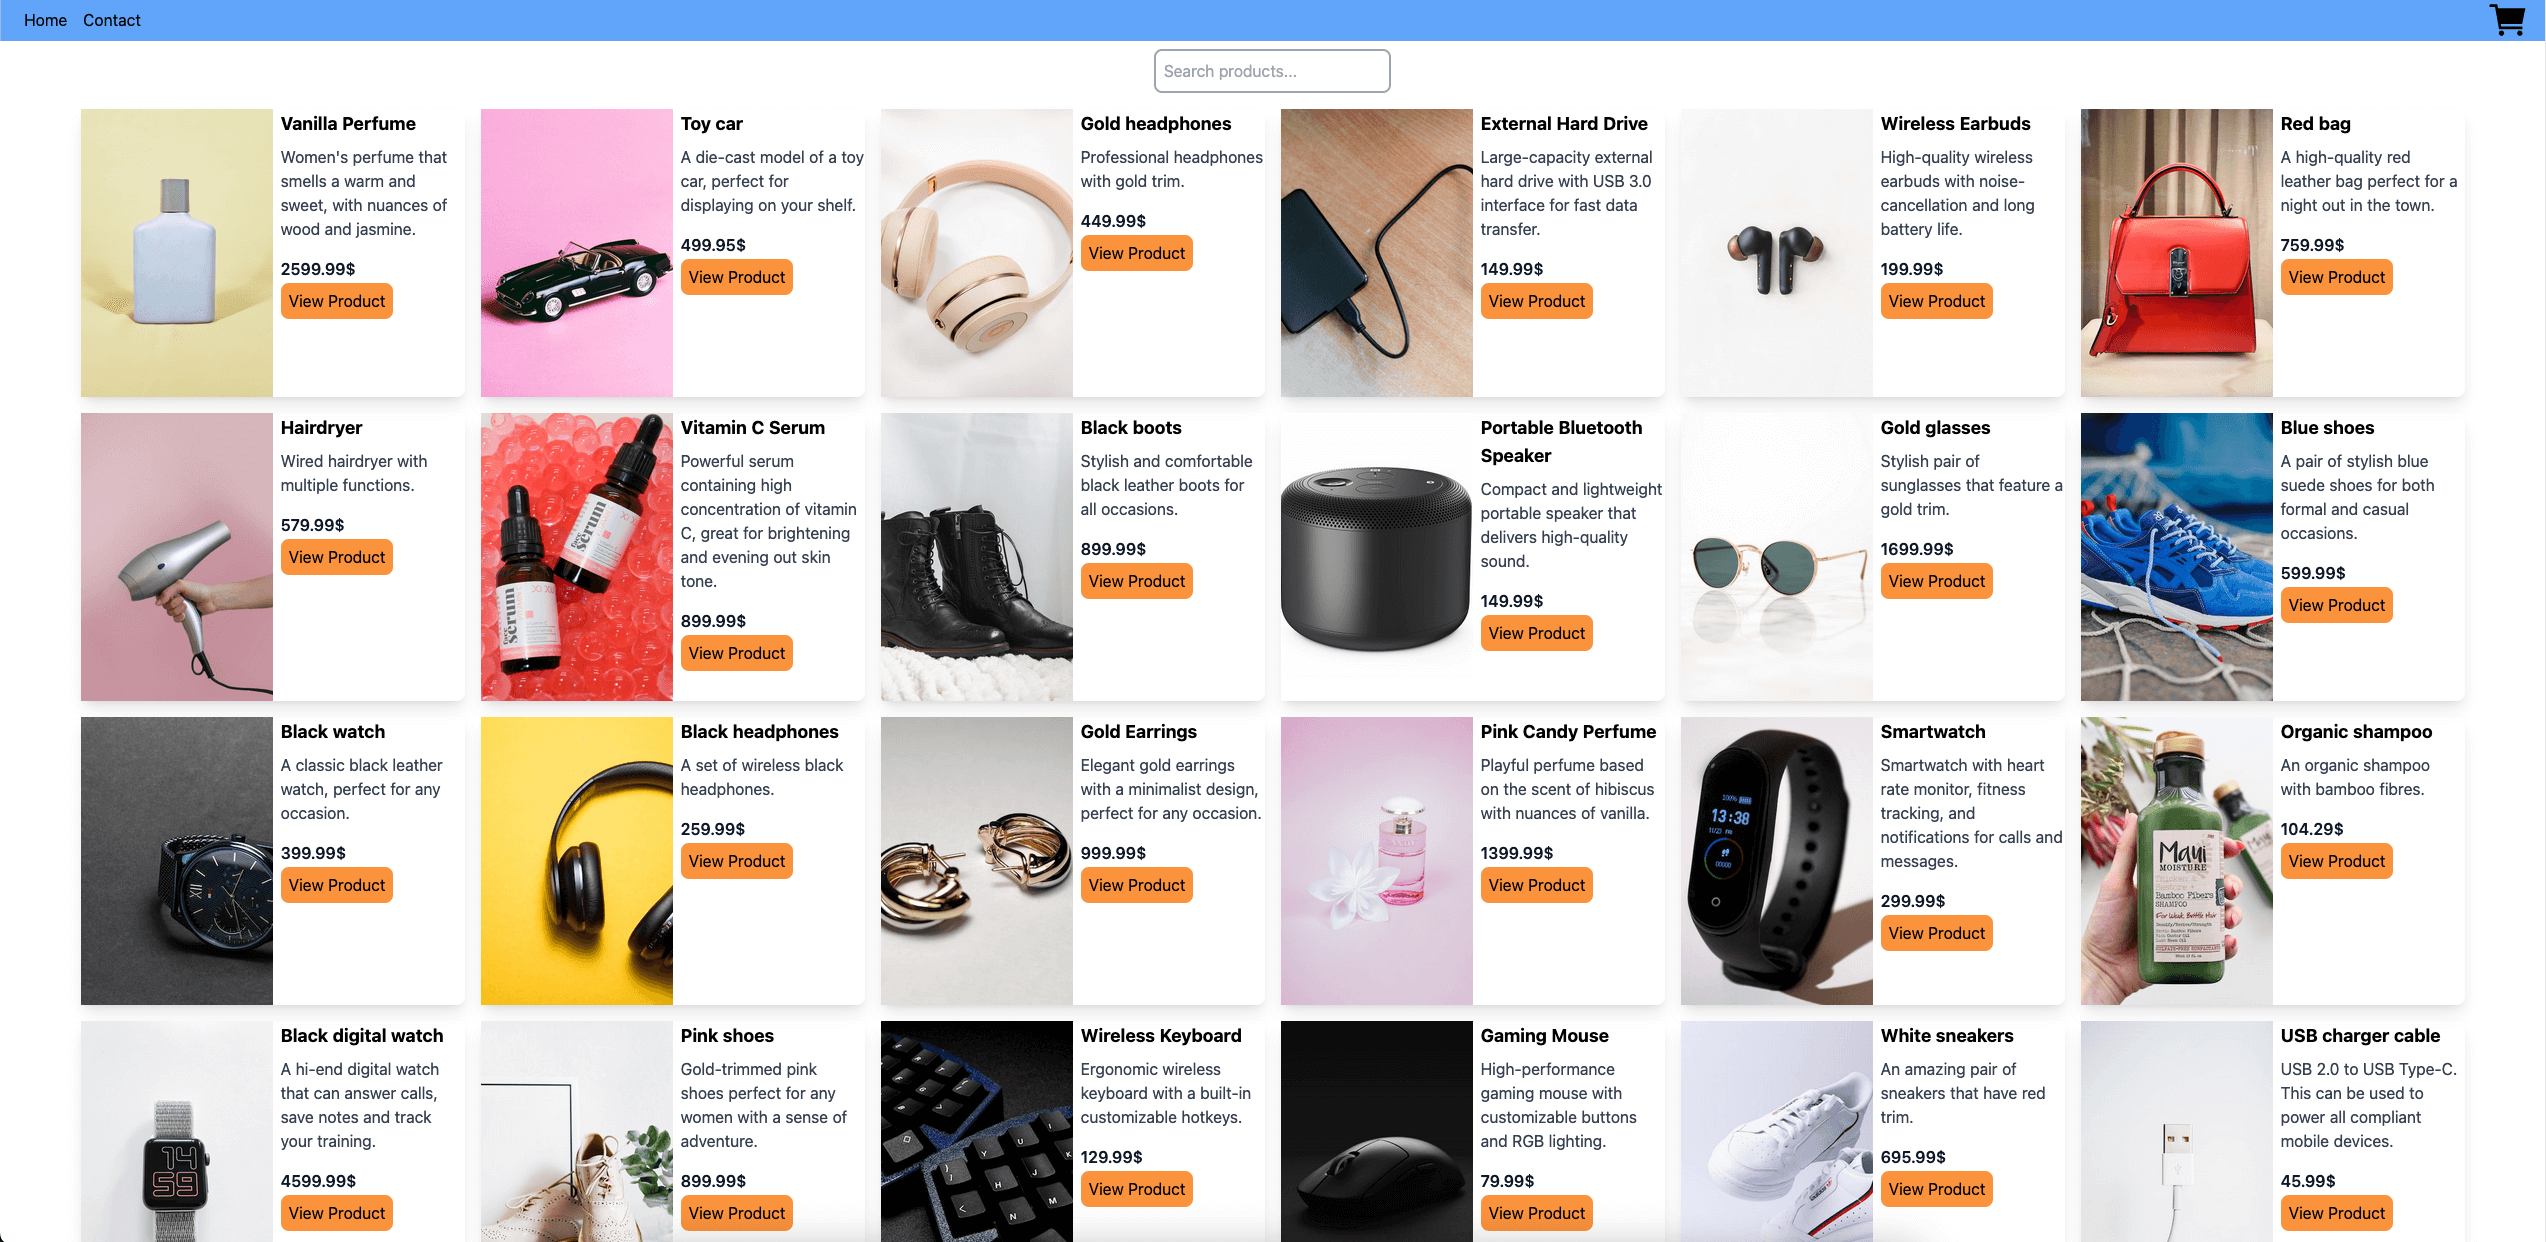 Home Contact
Search products...
Vanilla Perfume
Women's perfume that
smells a warm and
sweet, with nuances of
wood and jasmine.
2599.99$
View Product
Toy car
A die-cast model of a toy
car, perfect for
displaying on your shelf.
499.95$
View Product
Gold headphones
Professional headphones
with gold trim.
449.99$
View Product
External Hard Drive
Large-capacity external
hard drive with USB 3.0
interface for fast data
transfer.
149.99$
View Product
Wireless Earbuds
High-quality wireless
earbuds with noise-
cancellation and long
battery life.
199.99$
View Product
Red bag
A high-quality red
leather bag perfect for a
night out in the town.
759.99$
View Product
Hairdryer
Wired hairdryer with
multiple functions.
579.99$
View Product
serum
serum
Vitamin C Serum
Powerful serum
containing high
concentration of vitamin
C, great for brightening
and evening out skin
tone.
899.99$
View Product
Black boots
Stylish and comfortable
black leather boots for
all occasions.
899.99$
View Product
Portable Bluetooth
Speaker
Compact and lightweight
portable speaker that
delivers high-quality
sound.
149.99$
View Product
Gold glasses
Stylish pair of
sunglasses that feature a
gold trim.
1699.99$
View Product
Blue shoes
A pair of stylish blue
suede shoes for both
formal and casual
occasions.
599.99$
View Product
Black watch
A classic black leather
watch, perfect for any
occasion.
399.99$
View Product
Black headphones
A set of wireless black
headphones.
259.99$
View Product
Gold Earrings
Elegant gold earrings
with a minimalist design,
perfect for any occasion.
999.99$
View Product
Pink Candy Perfume
Playful perfume based
on the scent of hibiscus
with nuances of vanilla.
1399.99$
View Product
100%
13:38
Smartwatch
Smartwatch with heart
rate monitor, fitness
tracking, and
notifications for calls and
messages.
299.99$
View Product
Maui
MOISTURE
Bamboo Fibers
SHAMPOO
Organic shampoo
An organic shampoo
with bamboo fibres.
104.29$
View Product
14
59
Black digital watch
A hi-end digital watch
that can answer calls,
save notes and track
your training.
4599.99$
View Product
Pink shoes
Gold-trimmed pink
shoes perfect for any
women with a sense of
adventure.
899.99$
View Product
Wireless Keyboard
Ergonomic wireless
keyboard with a built-in
customizable hotkeys.
129.99$
View Product
Gaming Mouse
High-performance
gaming mouse with
customizable buttons
and RGB lighting.
79.99$
View Product
White sneakers
An amazing pair of
sneakers that have red
trim.
695.99$
View Product
USB charger cable
USB 2.0 to USB Type-C.
This can be used to
power all compliant
mobile devices.
45.99$
View Product